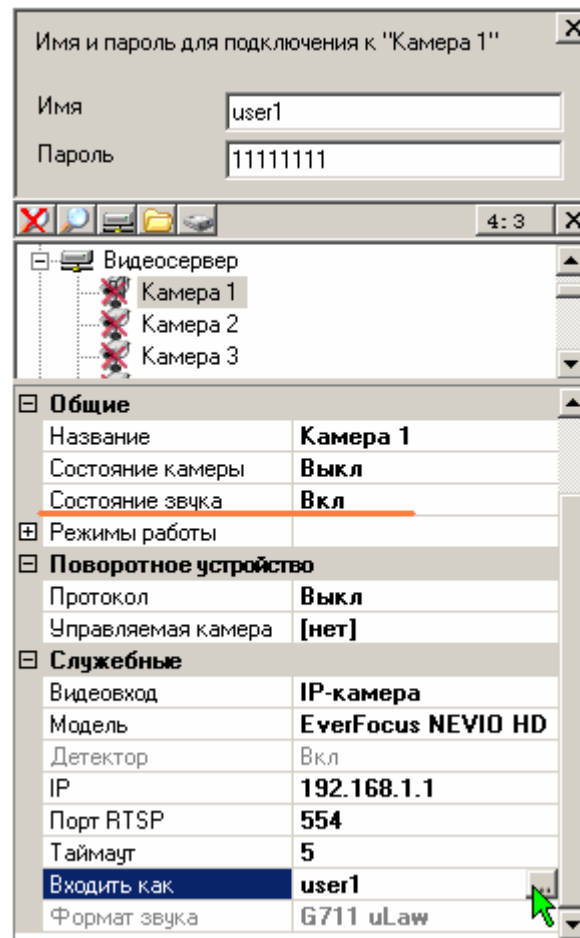 Имя и пароль для подключения к "Камера 1"
Имя user1
Пароль 11111111
4: 3
Видеосервер
Камера 1
Камера 2
Камера 3
Общие
Название Камера 1
Состояние камеры Выкл
Состояние звука Вкл
Режимы работы
Поворотное устройство
Протокол Выкл
Управляемая камера [нет]
Служебные
Видеовход IP-камера
Модель EverFocus NEVIO HD
Детектор Вкл
IP 192.168.1.1
Порт RTSP 554
Таймаут 5
Входить как user1 ...
Формат звука G711 uLaw